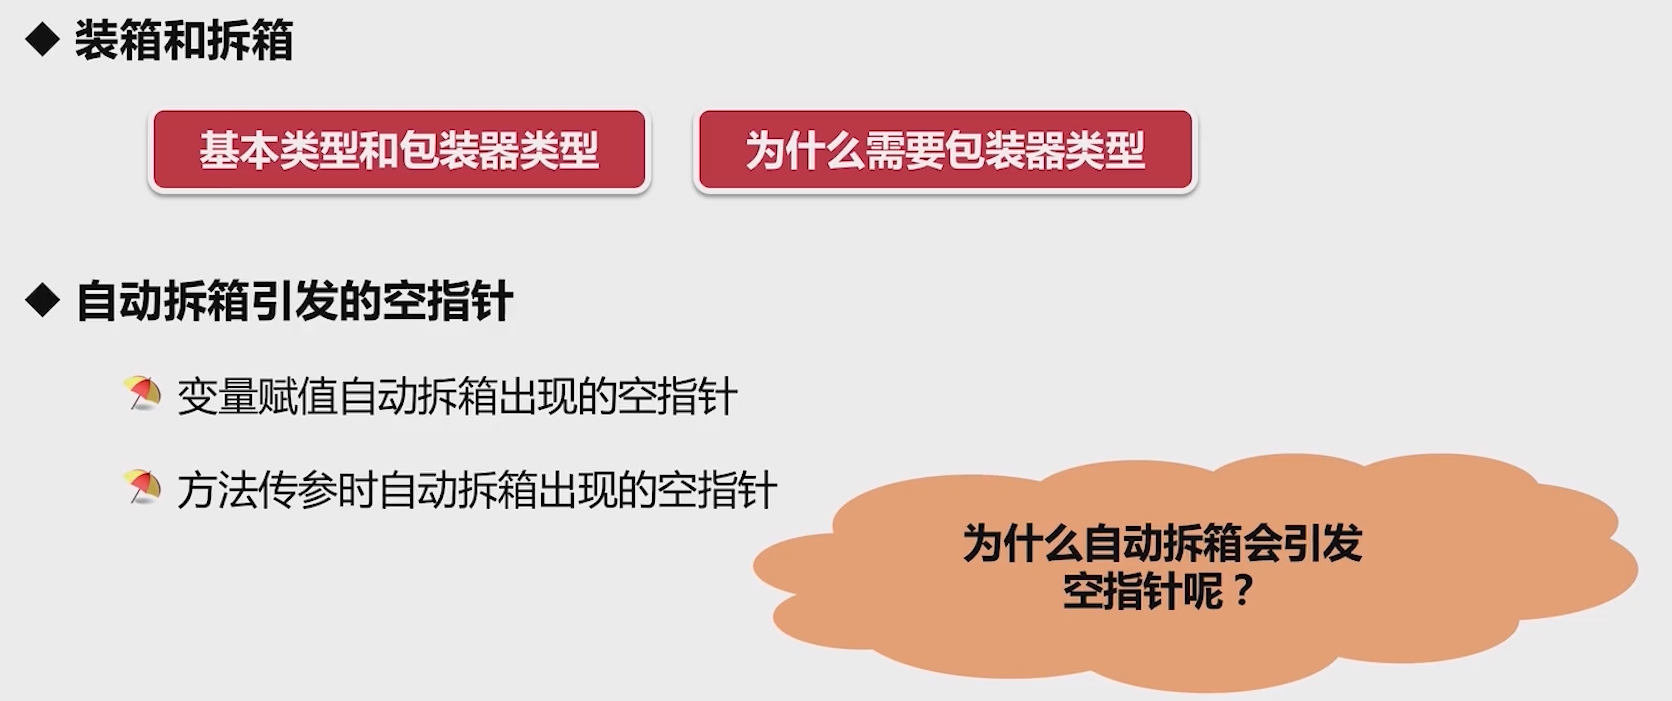 装箱和拆箱
基本类型和包装器类型
为什么需要包装器类型
自动拆箱引发的空指针
变量赋值自动拆箱出现的空指针
方法传参时自动拆箱出现的空指针
为什么自动拆箱会引发
空指针呢？